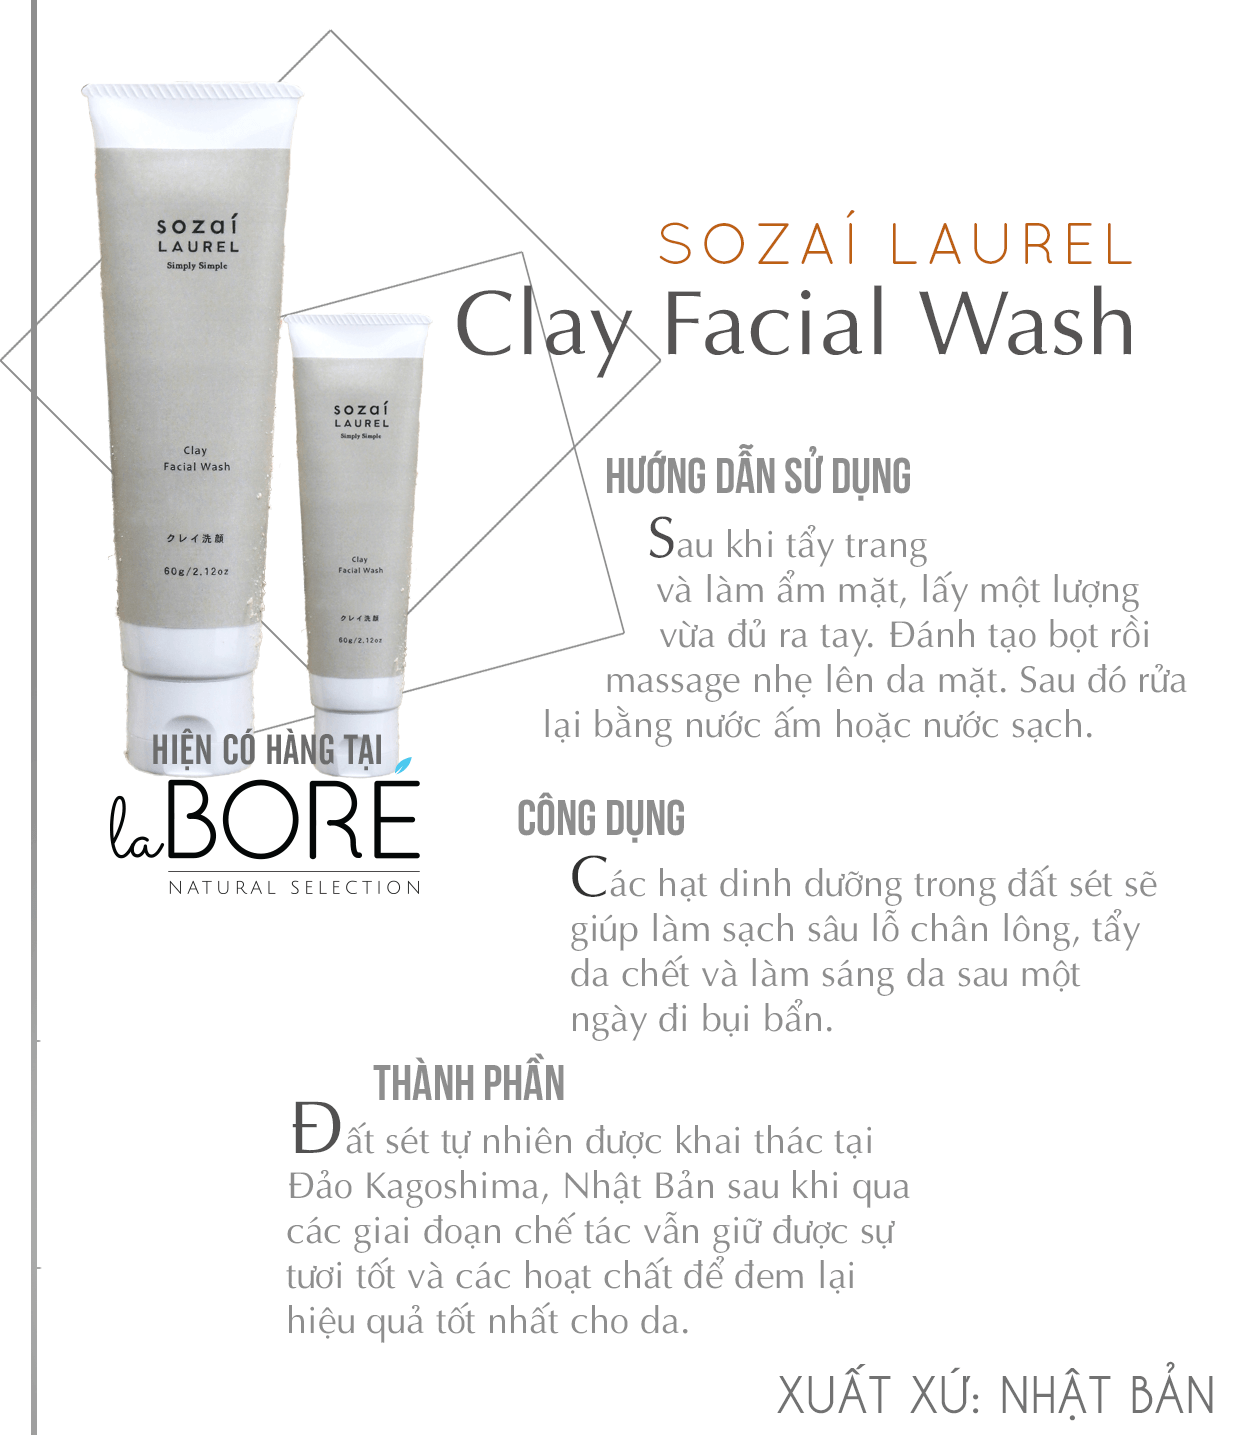 sozaí
LAUREL
Simply Simple
Clay
Facial Wash
クレイ洗顔
60g/2.12oz
sozaí
LAUREL
Simply Simple
Clay
Facial Wash
クレイ洗顔
60g/2.12oz
SOZAÍ LAUREL
Clay Facial Wash
HƯỚNG DẪN SỬ DỤNG
Sau khi tẩy trang
và làm ẩm mặt, lấy một lượng
vừa đủ ra tay. Đánh tạo bọt rồi
massage nhẹ lên da mặt. Sau đó rửa
lại bằng nước ấm hoặc nước sạch.
HIỆN CÓ HÀNG TẠI
laBORÉ
NATURAL SELECTION
CÔNG DỤNG
Các hạt dinh dưỡng trong đất sét sẽ
giúp làm sạch sâu lỗ chân lông, tẩy
da chết và làm sáng da sau một
ngày đi bụi bẩn.
THÀNH PHẦN
Đất sét tự nhiên được khai thác tại
Đảo Kagoshima, Nhật Bản sau khi qua
các giai đoạn chế tác vẫn giữ được sự
tươi tốt và các hoạt chất để đem lại
hiệu quả tốt nhất cho da.
XUẤT XỨ: NHẬT BẢN